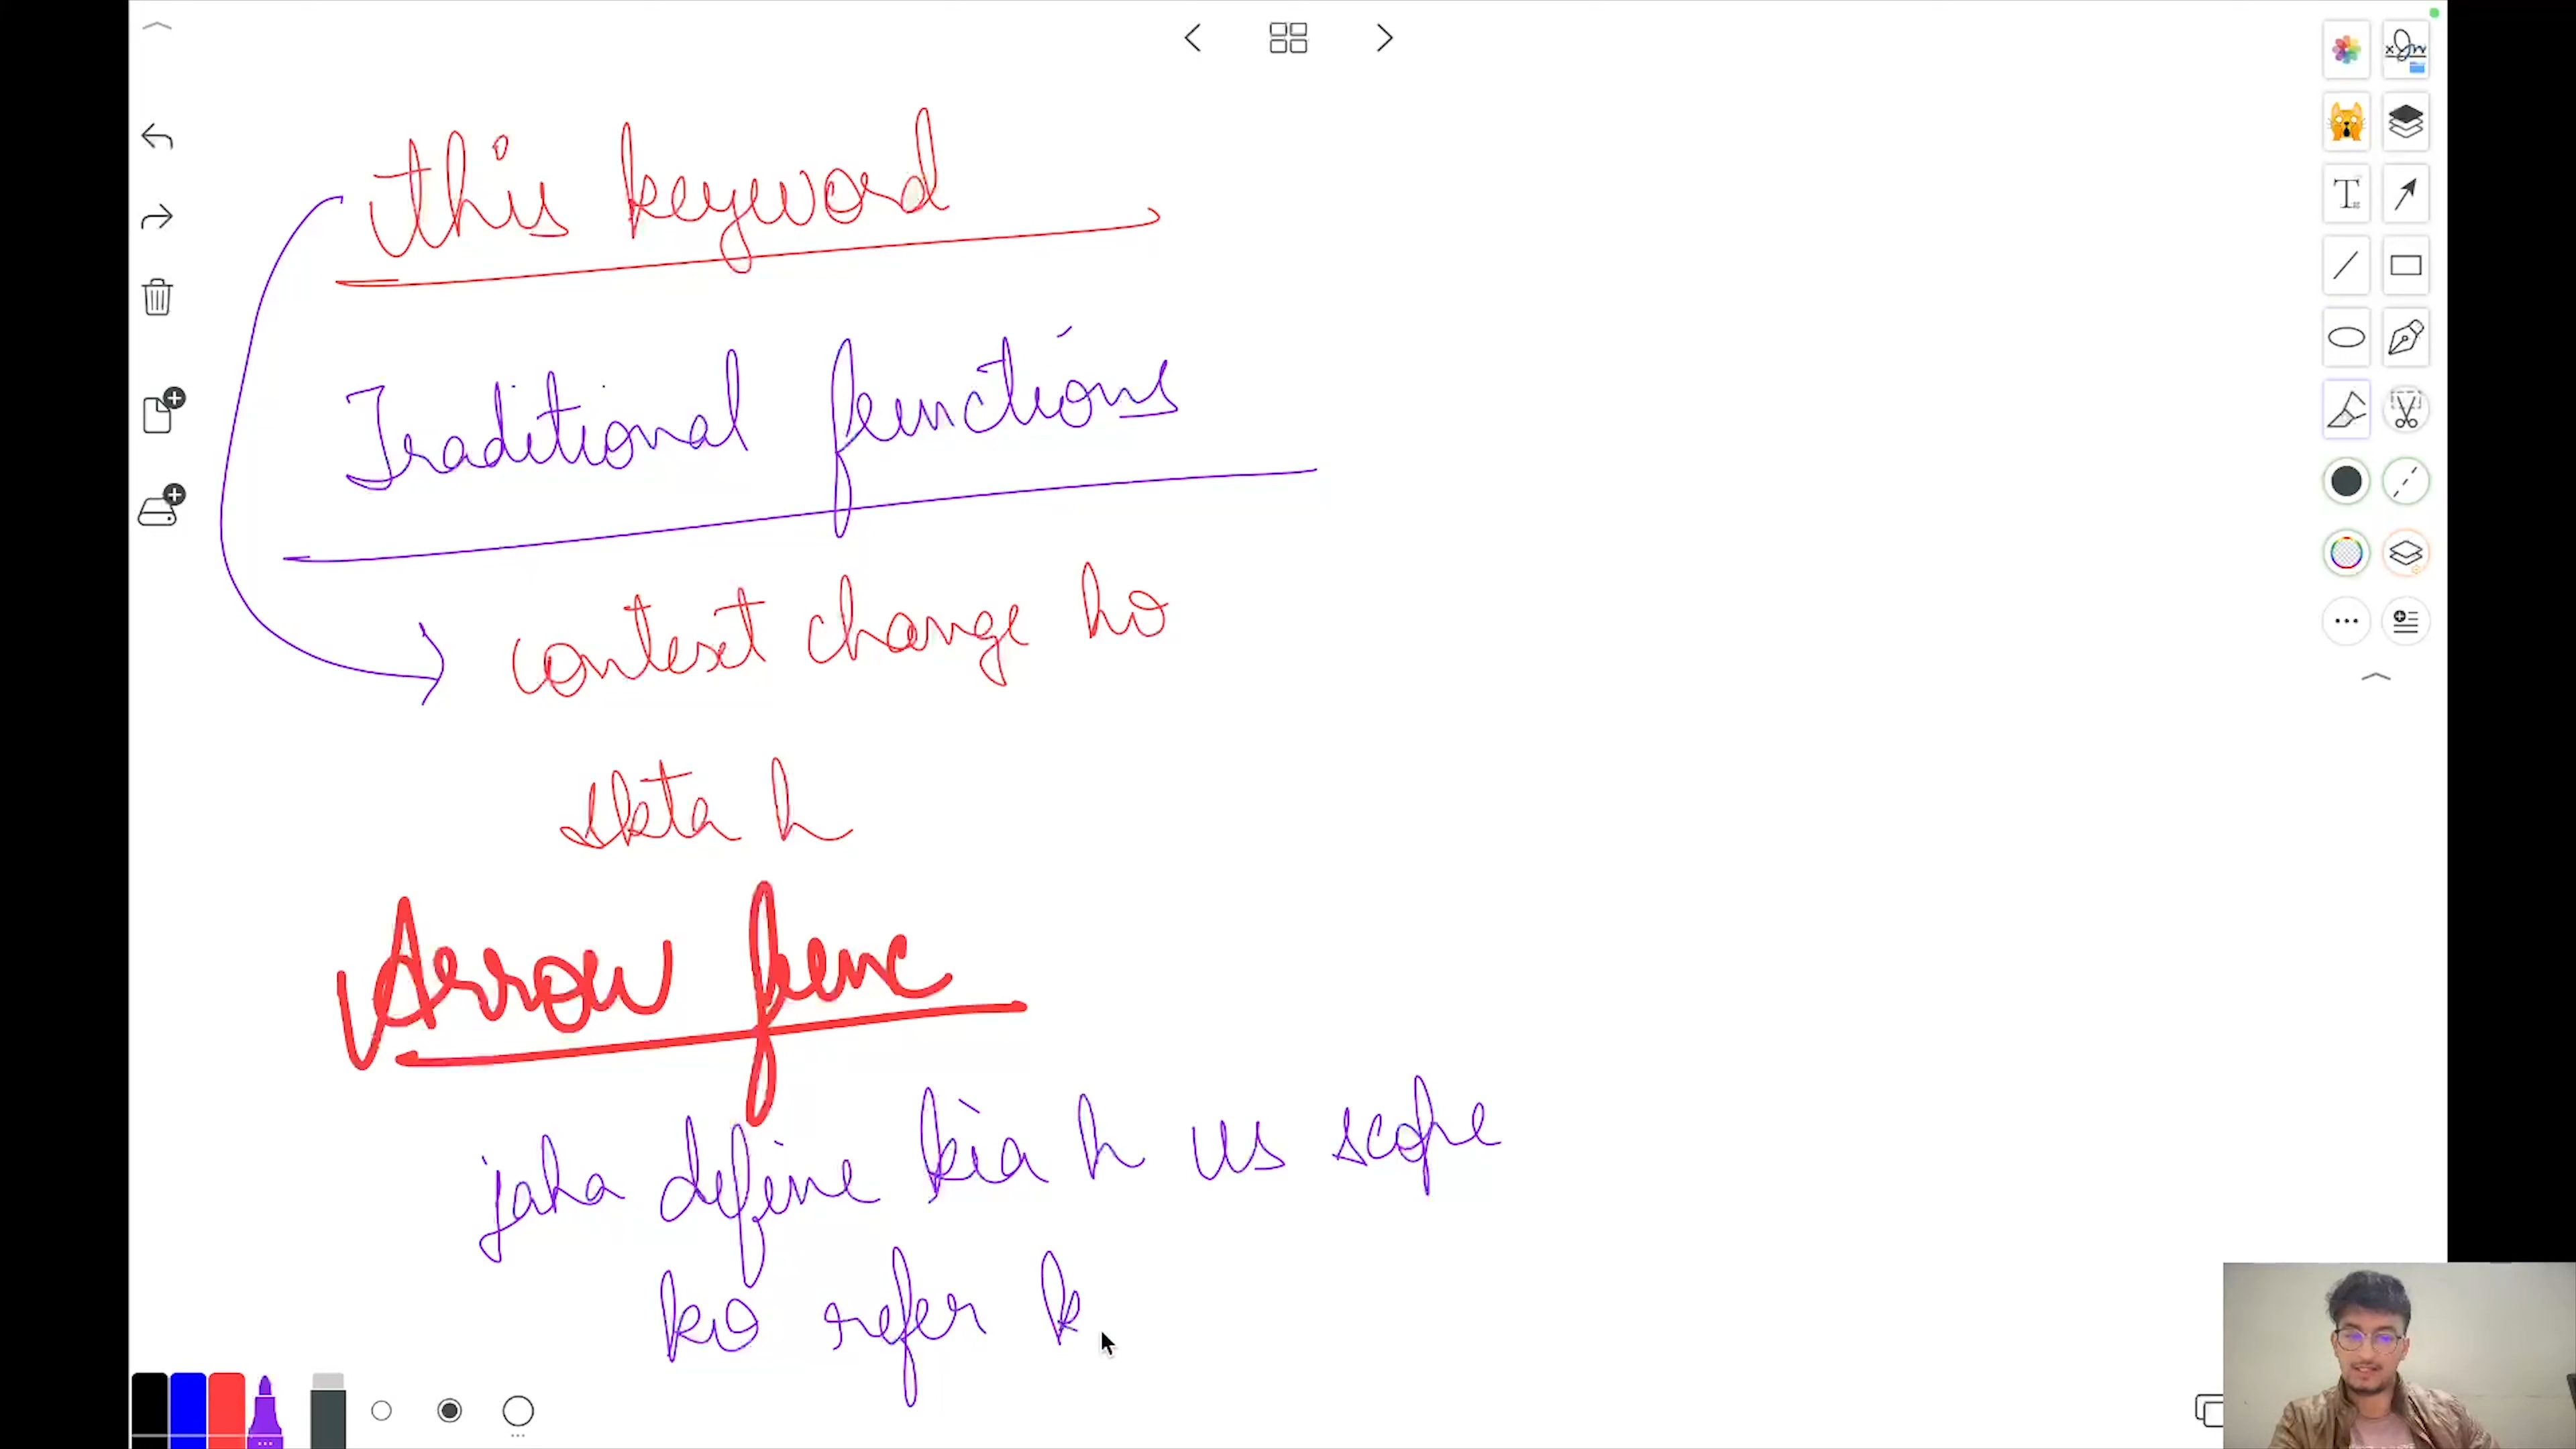 this keyword
Traditional functions
context change ho
skta h
Arrow func
jaha define kia h us scope
ko refer k